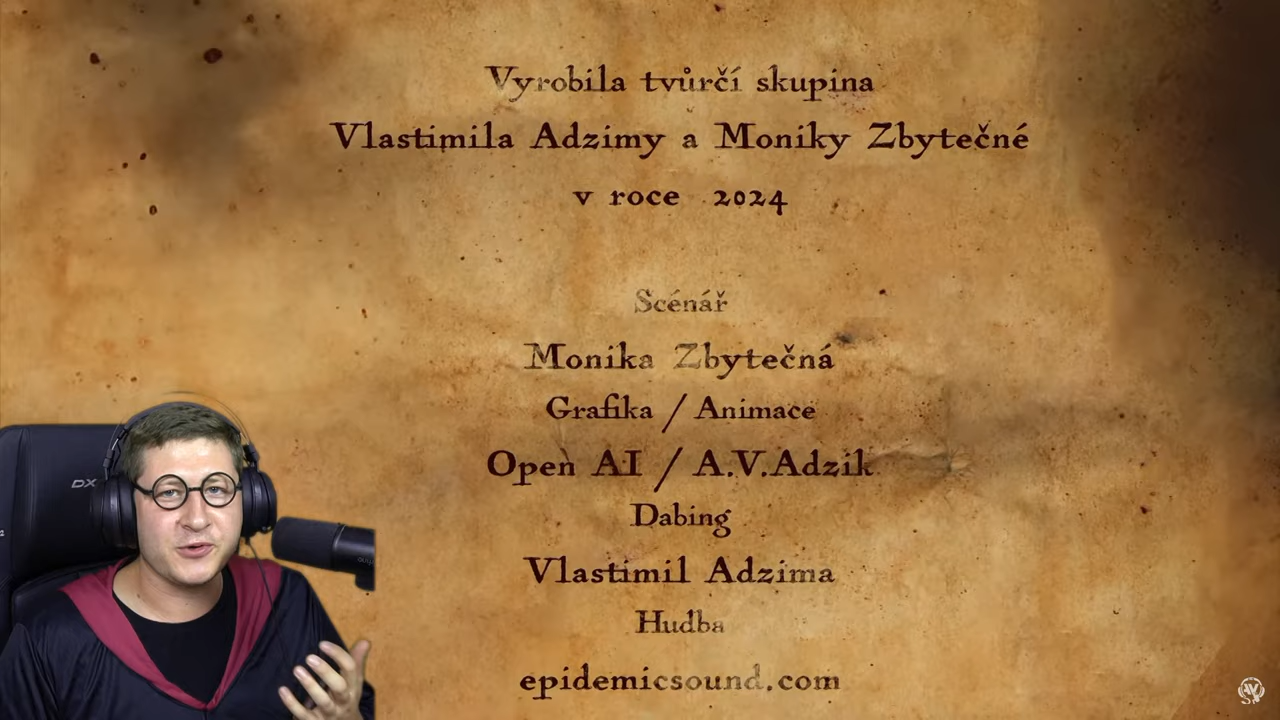 Vyrobila tvůrčí skupina
Vlastimila Adzimy a Moniky Zbytečné
v roce 2024
Scénář
Monika Zbytečná
Grafika / Animace
Open AI / A.V.Adzik
Dabing
Vlastimil Adzima
Hudba
epidemicsound.com
DX